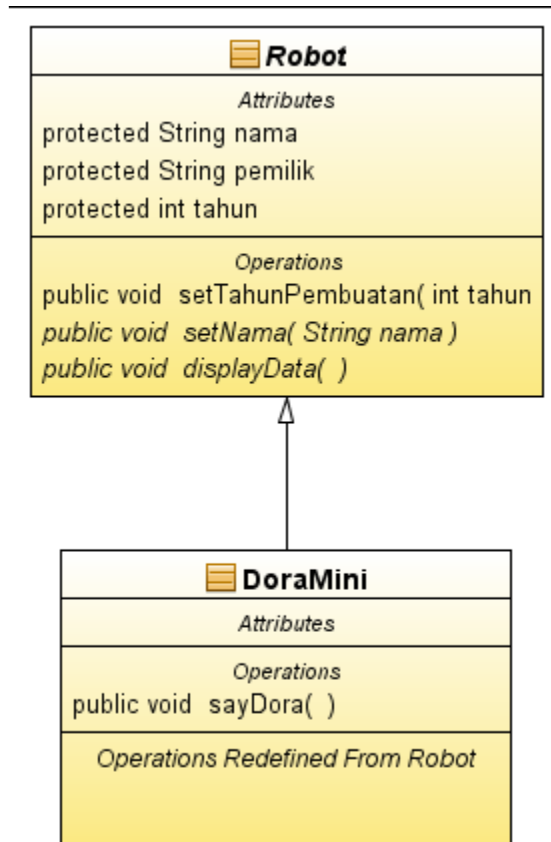 Robot
Attributes
protected String nama
protected String pemilik
protected int tahun
Operations
public void setTahunPembuatan( int tahun
public void setNama( String nama )
public void displayData( )
DoraMini
Attributes
Operations
public void sayDora( )
Operations Redefined From Robot